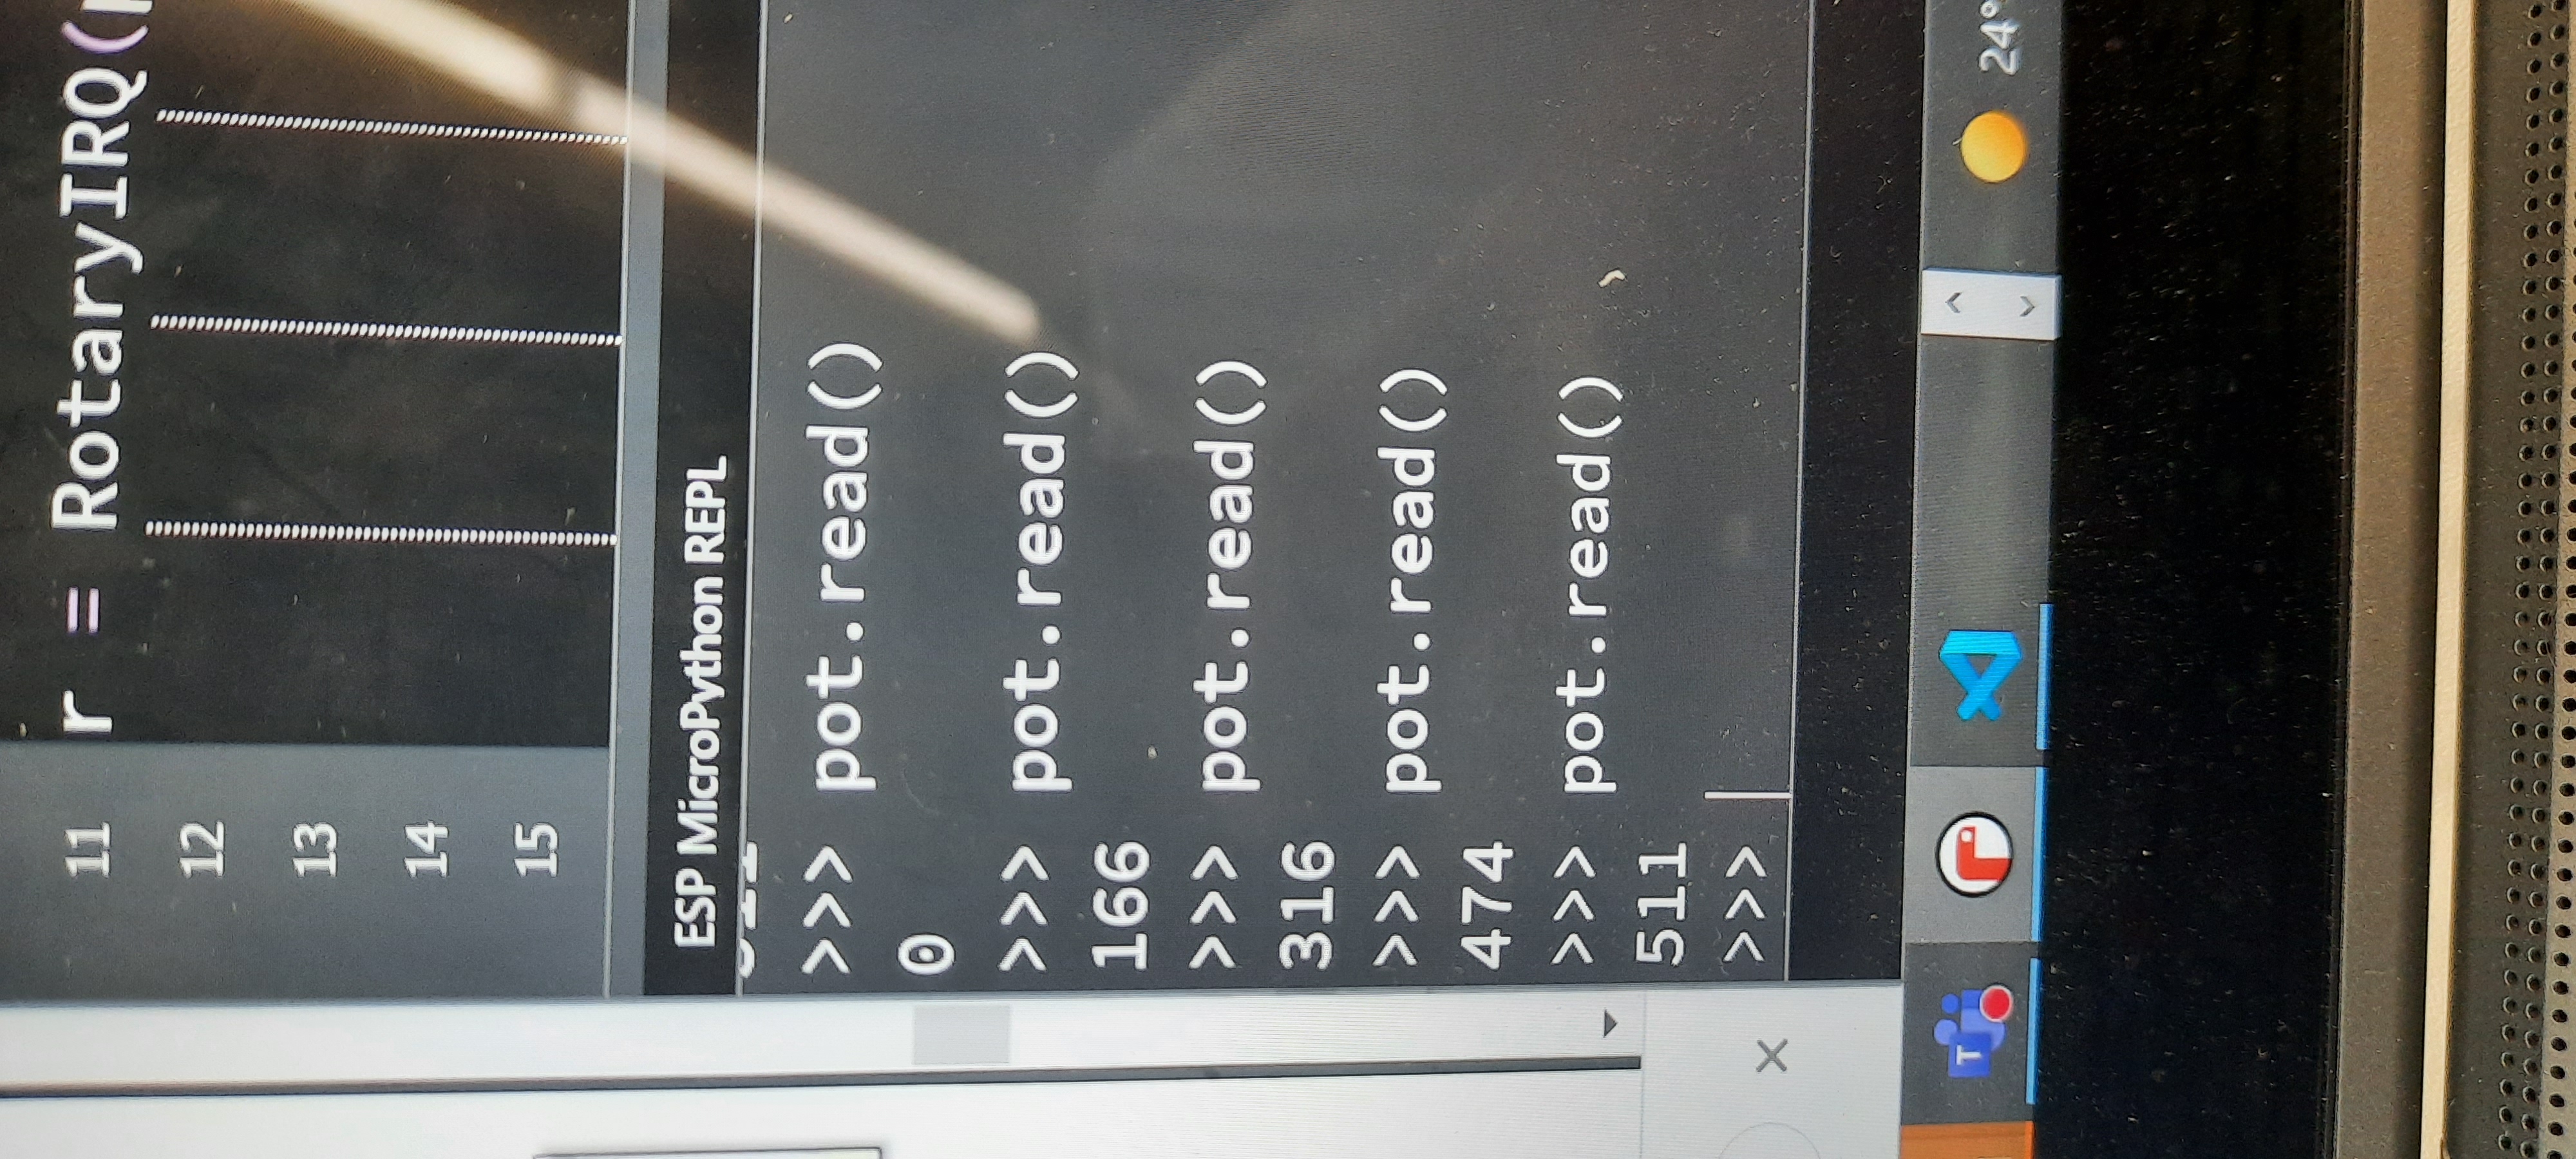 11 r = RotaryIRQ(
12
13
14
15
ESP MicroPython REPL
>>> pot.read()
0
>>> pot.read()
166
>>> pot.read()
316
>>> pot.read()
474
>>> pot.read()
511
>>>
T
24°